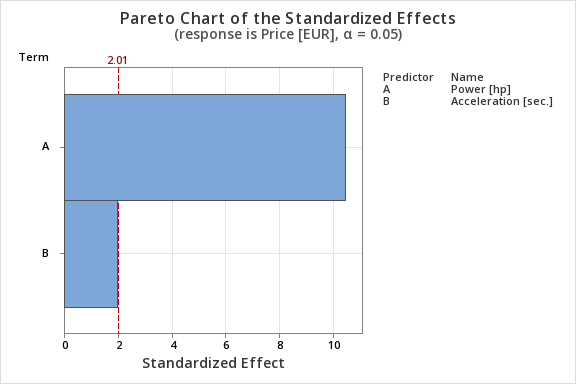 Pareto Chart of the Standardized Effects
(response is Price [EUR], α = 0.05)
Term
2.01
Predictor Name
A Power [hp]
B Acceleration [sec.]
A
B
0 2 4 6 8 10
Standardized Effect